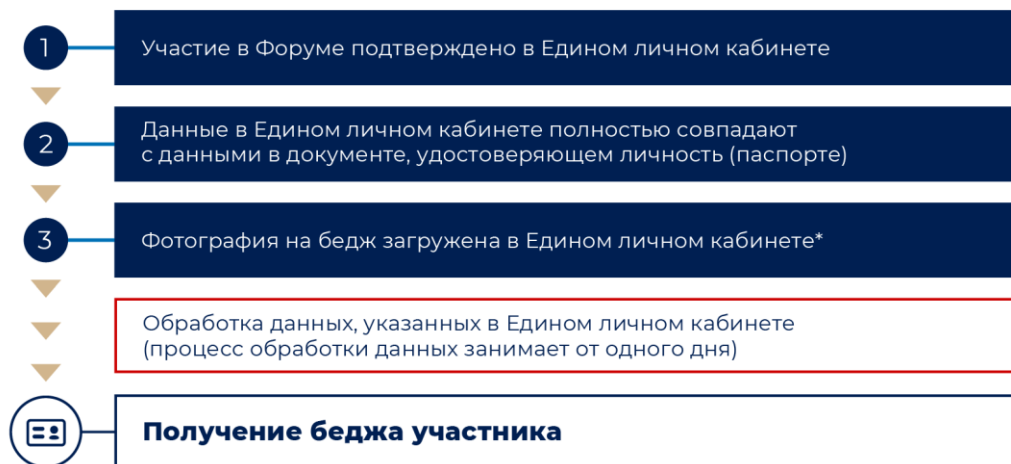 1
Участие в Форуме подтверждено в Едином личном кабинете
2
Данные в Едином личном кабинете полностью совпадают
с данными в документе, удостоверяющем личность (паспорте)
3
Фотография на бедж загружена в Едином личном кабинете*
Обработка данных, указанных в Едином личном кабинете
(процесс обработки данных занимает от одного дня)
Получение беджа участника